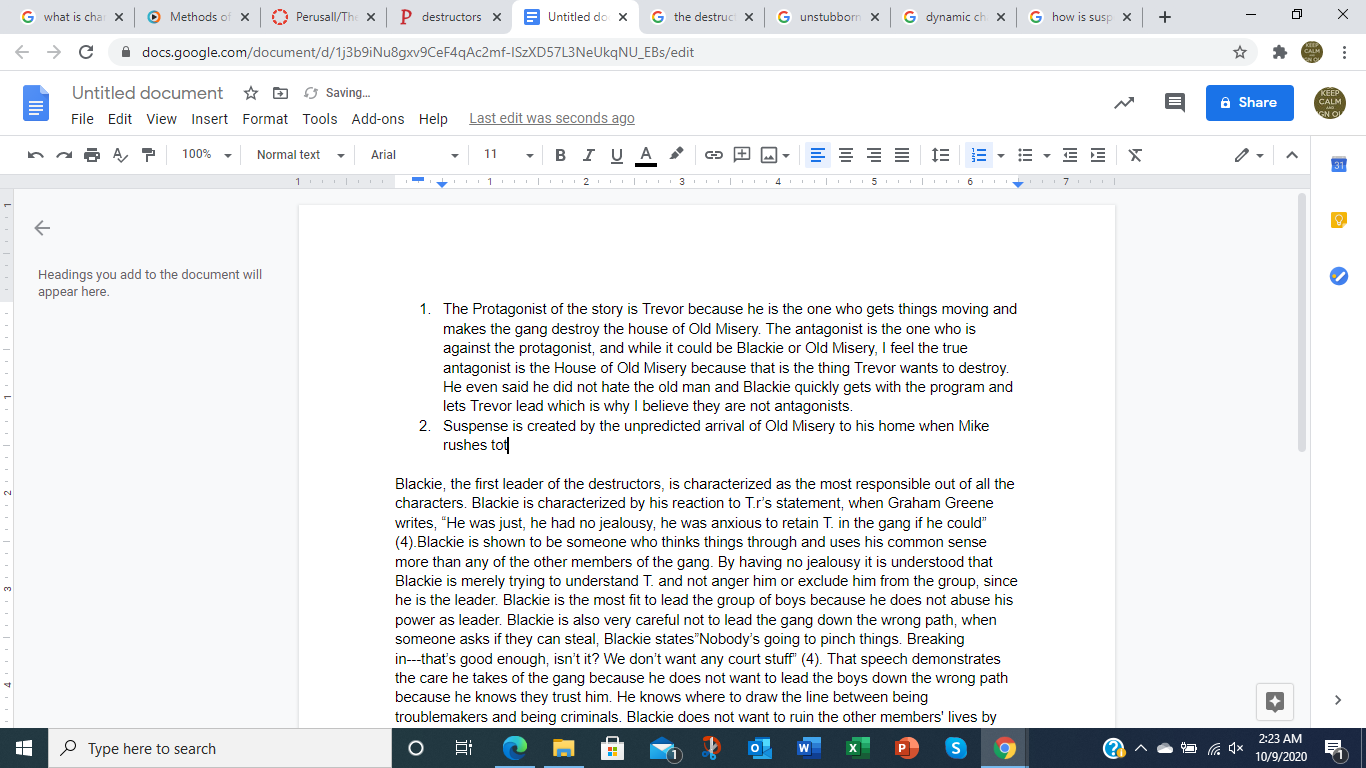 what is char
Methods of
Perusall/The
destructors
Untitled do
the destruct
unstubborn
dynamic ch
how is susp
docs.google.com/document/d/1j3b9iNu8gxv9CeF4qAc2mf-ISzXD57L3NeUkqNU_EBs/edit
Untitled document Saving...
Share
KEEP CALM AND
File Edit View Insert Format Tools Add-ons Help Last edit was seconds ago
100% Normal text Arial 11 B I U A
1 1 2 3 4 5 6 7
Headings you add to the document will
appear here.
1. The Protagonist of the story is Trevor because he is the one who gets things moving and
makes the gang destroy the house of Old Misery. The antagonist is the one who is
against the protagonist, and while it could be Blackie or Old Misery, I feel the true
antagonist is the House of Old Misery because that is the thing Trevor wants to destroy.
He even said he did not hate the old man and Blackie quickly gets with the program and
lets Trevor lead which is why I believe they are not antagonists.
2. Suspense is created by the unpredicted arrival of Old Misery to his home when Mike
rushes tot
Blackie, the first leader of the destructors, is characterized as the most responsible out of all the
characters. Blackie is characterized by his reaction to T.r’s statement, when Graham Greene
writes, “He was just, he had no jealousy, he was anxious to retain T. in the gang if he could”
(4).Blackie is shown to be someone who thinks things through and uses his common sense
more than any of the other members of the gang. By having no jealousy it is understood that
Blackie is merely trying to understand T. and not anger him or exclude him from the group, since
he is the leader. Blackie is the most fit to lead the group of boys because he does not abuse his
power as leader. Blackie is also very careful not to lead the gang down the wrong path, when
someone asks if they can steal, Blackie states”Nobody’s going to pinch things. Breaking
in---that’s good enough, isn’t it? We don’t want any court stuff” (4). That speech demonstrates
the care he takes of the gang because he does not want to lead the boys down the wrong path
because he knows they trust him. He knows where to draw the line between being
troublemakers and being criminals. Blackie does not want to ruin the other members' lives by
31
Type here to search
1
2:23 AM
10/9/2020
1